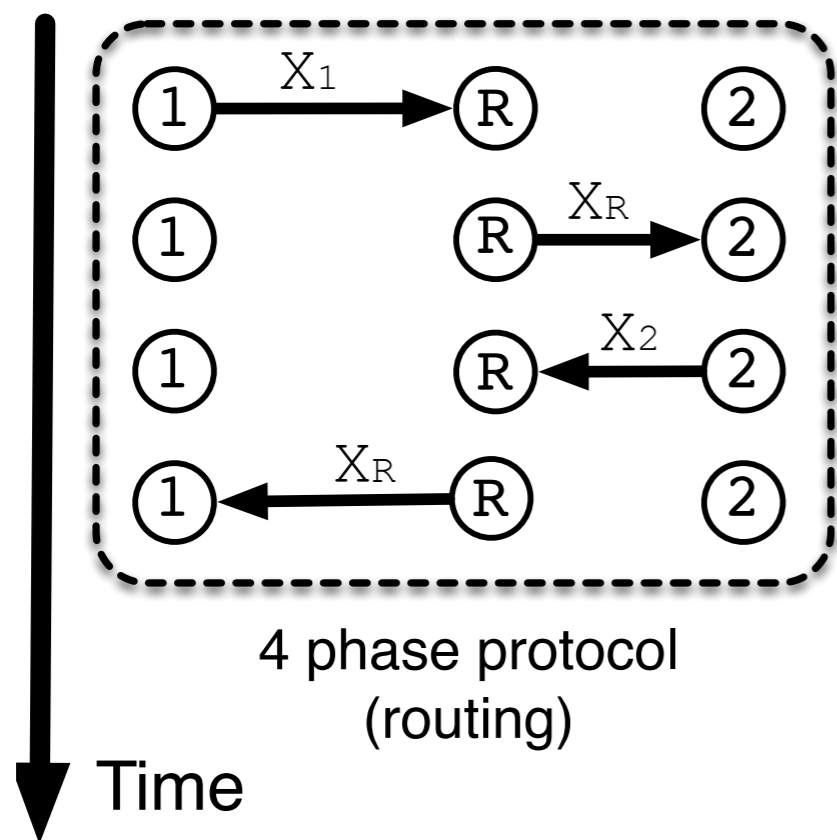 X1
1 R 2
XR
1 R 2
X2
1 R 2
XR
1 R 2
4 phase protocol
(routing)
Time